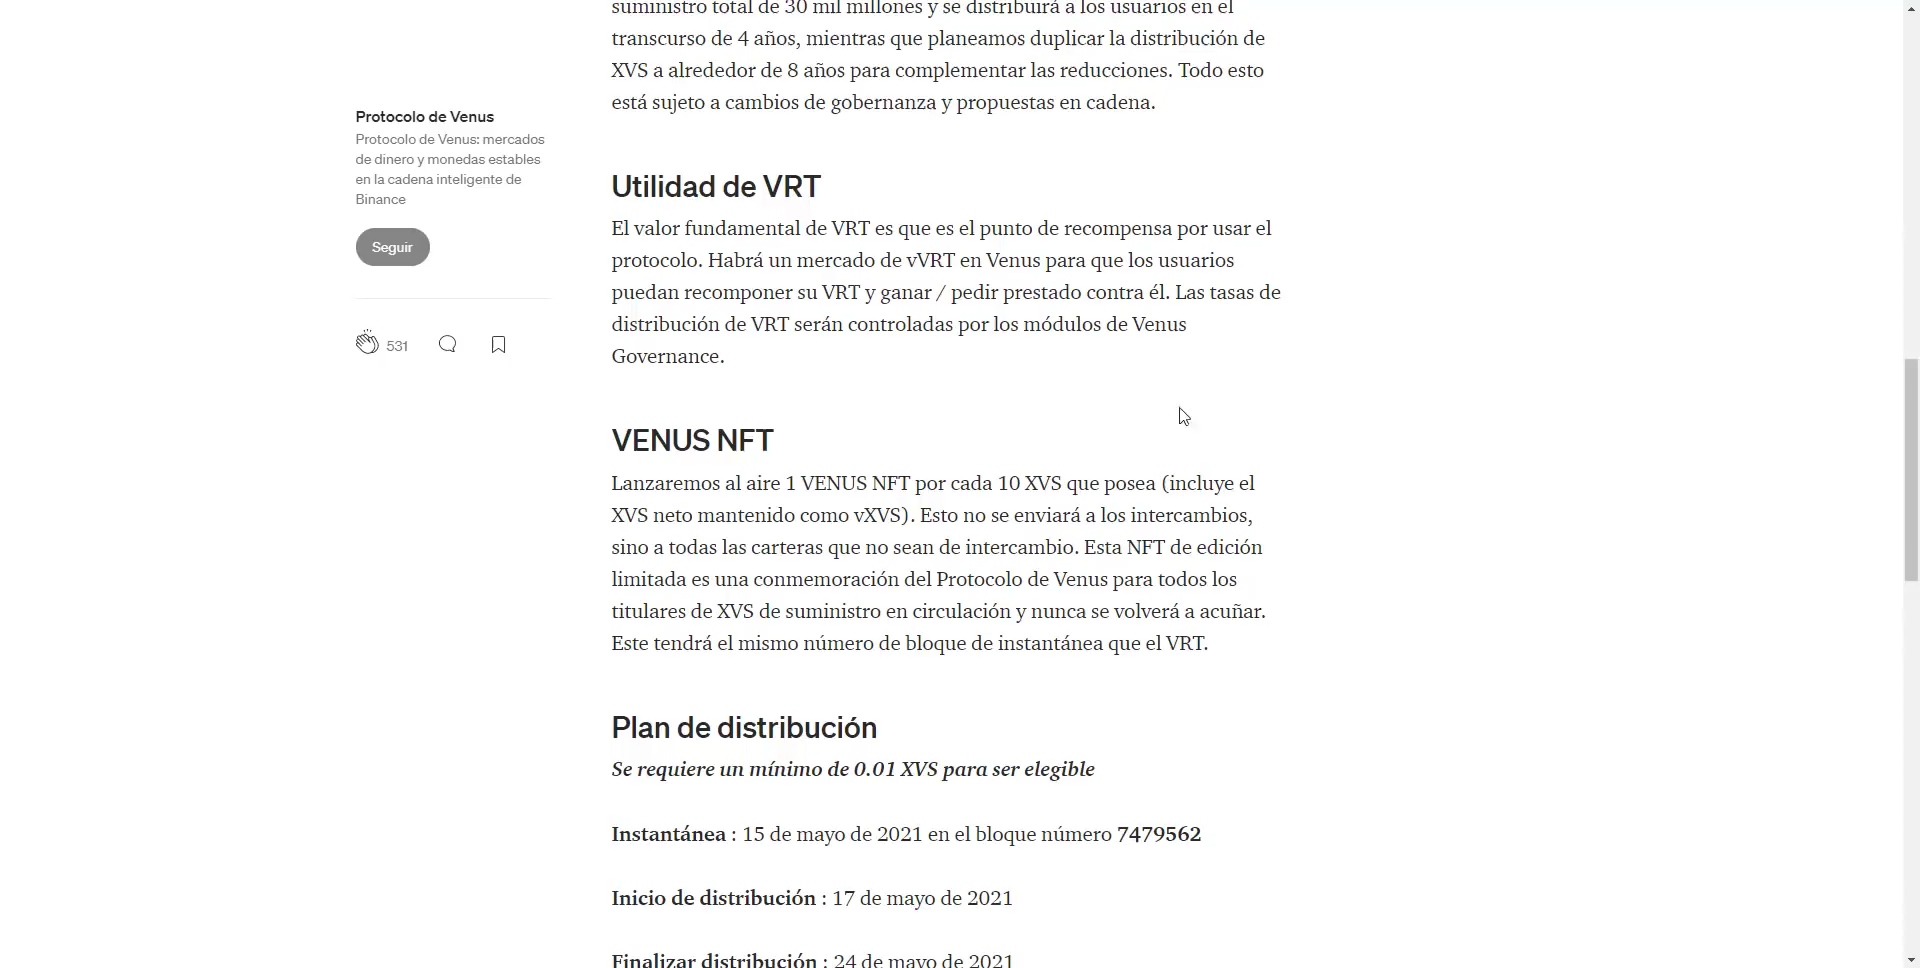 suministro total de 30 mil millones y se distribuirá a los usuarios en el
transcurso de 4 años, mientras que planeamos duplicar la distribución de
XVS a alrededor de 8 años para complementar las reducciones. Todo esto
está sujeto a cambios de gobernanza y propuestas en cadena.
Protocolo de Venus
Protocolo de Venus: mercados
de dinero y monedas estables
en la cadena inteligente de
Binance
Seguir
531
Utilidad de VRT
El valor fundamental de VRT es que es el punto de recompensa por usar el
protocolo. Habrá un mercado de vVRT en Venus para que los usuarios
puedan recomponer su VRT y ganar / pedir prestado contra él. Las tasas de
distribución de VRT serán controladas por los módulos de Venus
Governance.
VENUS NFT
Lanzaremos al aire 1 VENUS NFT por cada 10 XVS que posea (incluye el
XVS neto mantenido como vXVS). Esto no se enviará a los intercambios,
sino a todas las carteras que no sean de intercambio. Esta NFT de edición
limitada es una conmemoración del Protocolo de Venus para todos los
titulares de XVS de suministro en circulación y nunca se volverá a acuñar.
Este tendrá el mismo número de bloque de instantánea que el VRT.
Plan de distribución
Se requiere un mínimo de 0.01 XVS para ser elegible
Instantánea : 15 de mayo de 2021 en el bloque número 7479562
Inicio de distribución : 17 de mayo de 2021
Finalizar distribución : 24 de mayo de 2021